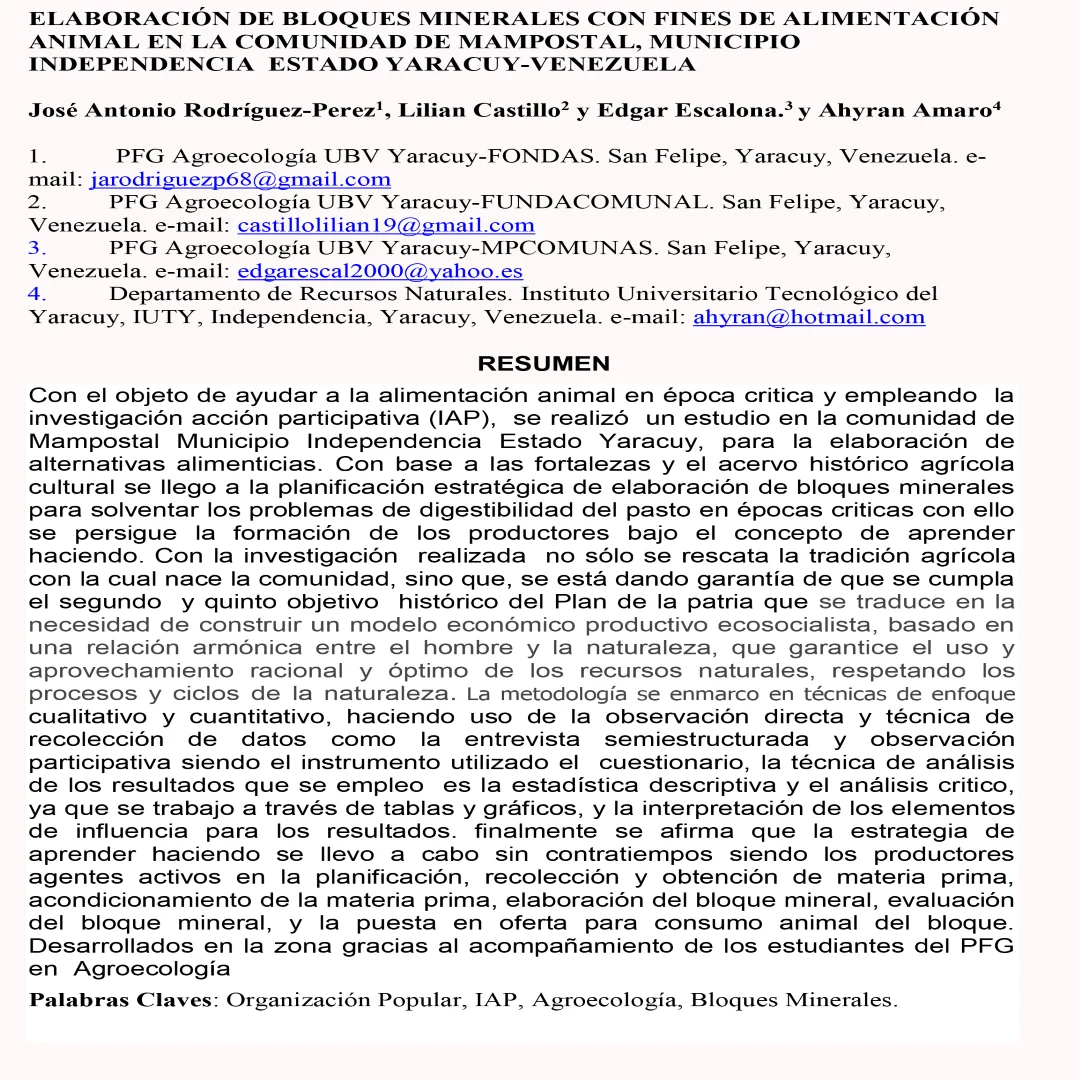 ELABORACIÓN DE BLOQUES MINERALES CON FINES DE ALIMENTACIÓN
ANIMAL EN LA COMUNIDAD DE MAMPOSTAL, MUNICIPIO
INDEPENDENCIA ESTADO YARACUY-VENEZUELA
José Antonio Rodríguez-Perez¹, Lilian Castillo² y Edgar Escalona.³ y Ahyran Amaro⁴
1. PFG Agroecología UBV Yaracuy-FONDAS. San Felipe, Yaracuy, Venezuela. e-
mail: jarodriguezp68@gmail.com
2. PFG Agroecología UBV Yaracuy-FUNDACOMUNAL. San Felipe, Yaracuy,
Venezuela. e-mail: castillolilian19@gmail.com
3. PFG Agroecología UBV Yaracuy-MPCOMUNAS. San Felipe, Yaracuy,
Venezuela. e-mail: edgarescal2000@yahoo.es
4. Departamento de Recursos Naturales. Instituto Universitario Tecnológico del
Yaracuy, IUTY, Independencia, Yaracuy, Venezuela. e-mail: ahyran@hotmail.com
RESUMEN
Con el objeto de ayudar a la alimentación animal en época critica y empleando la
investigación acción participativa (IAP), se realizó un estudio en la comunidad de
Mampostal Municipio Independencia Estado Yaracuy, para la elaboración de
alternativas alimenticias. Con base a las fortalezas y el acervo histórico agrícola
cultural se llego a la planificación estratégica de elaboración de bloques minerales
para solventar los problemas de digestibilidad del pasto en épocas criticas con ello
se persigue la formación de los productores bajo el concepto de aprender
haciendo. Con la investigación realizada no sólo se rescata la tradición agrícola
con la cual nace la comunidad, sino que, se está dando garantía de que se cumpla
el segundo y quinto objetivo histórico del Plan de la patria que se traduce en la
necesidad de construir un modelo económico productivo ecosocialista, basado en
una relación armónica entre el hombre y la naturaleza, que garantice el uso y
aprovechamiento racional y óptimo de los recursos naturales, respetando los
procesos y ciclos de la naturaleza. La metodología se enmarco en técnicas de enfoque
cualitativo y cuantitativo, haciendo uso de la observación directa y técnica de
recolección de datos como la entrevista semiestructurada y observación
participativa siendo el instrumento utilizado el cuestionario, la técnica de análisis
de los resultados que se empleo es la estadística descriptiva y el análisis critico,
ya que se trabajo a través de tablas y gráficos, y la interpretación de los elementos
de influencia para los resultados. finalmente se afirma que la estrategia de
aprender haciendo se llevo a cabo sin contratiempos siendo los productores
agentes activos en la planificación, recolección y obtención de materia prima,
acondicionamiento de la materia prima, elaboración del bloque mineral, evaluación
del bloque mineral, y la puesta en oferta para consumo animal del bloque.
Desarrollados en la zona gracias al acompañamiento de los estudiantes del PFG
en Agroecología
Palabras Claves: Organización Popular, IAP, Agroecología, Bloques Minerales.